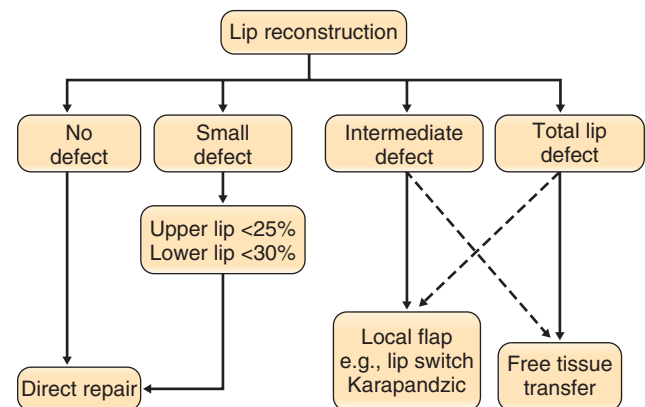 Lip reconstruction
No
defect
Small
defect
Intermediate
defect
Total lip
defect
Upper lip <25%
Lower lip <30%
Local flap
e.g., lip switch
Karapandzic
Free tissue
transfer
Direct repair